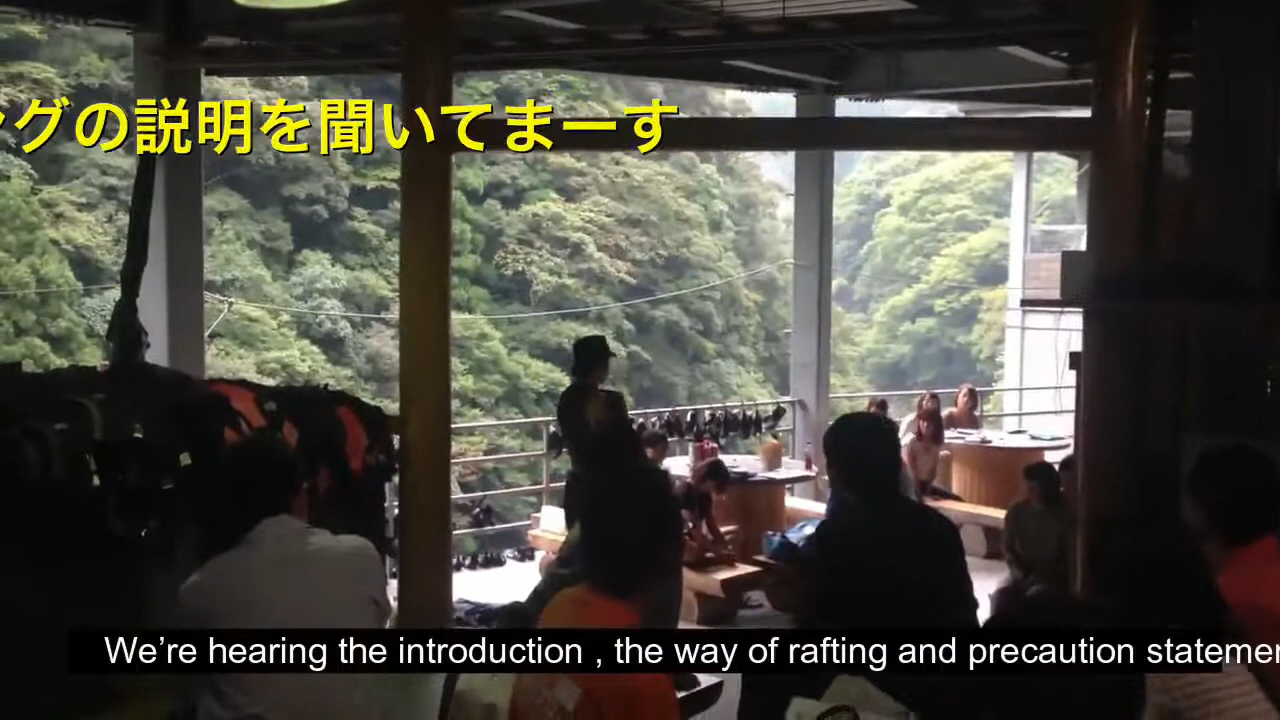 ングの説明を聞いてまーす
We’re hearing the introduction , the way of rafting and precaution